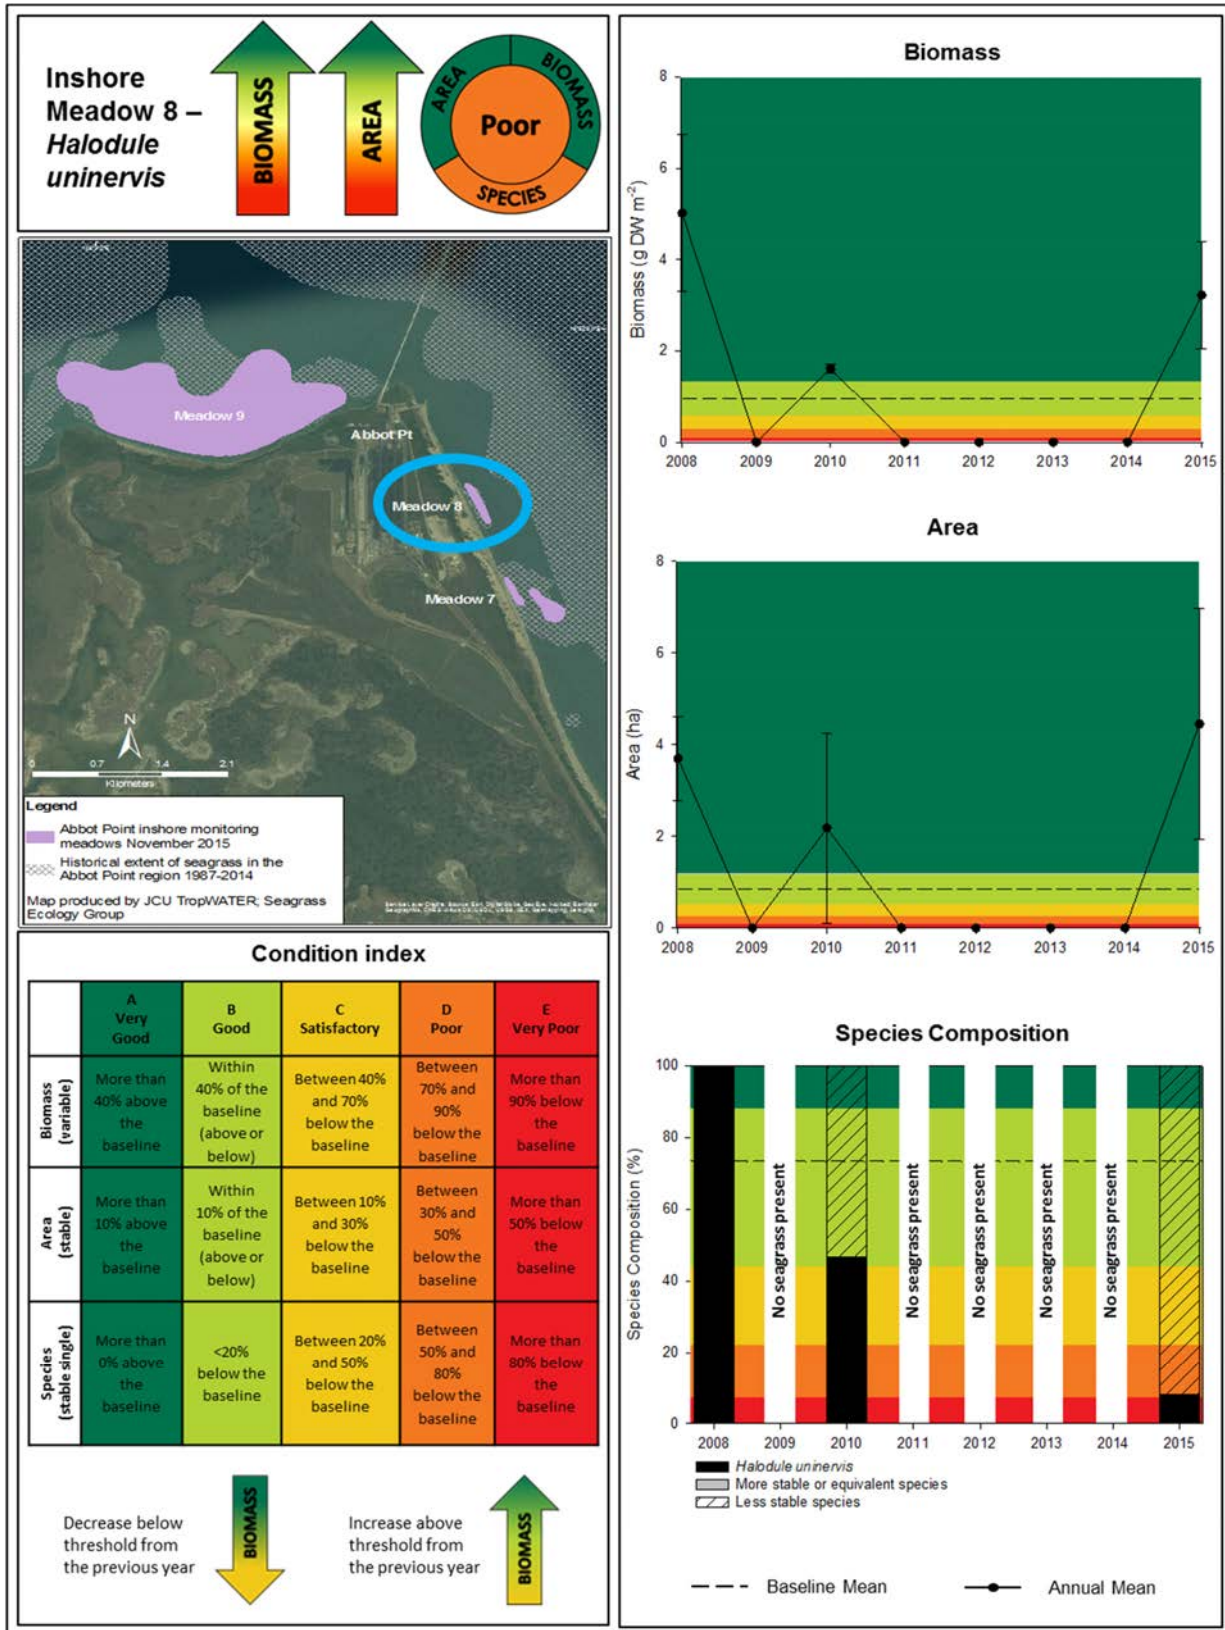 Inshore
Meadow 8 –
Halodule
uninervis
BIOMASS
AREA
AREA
BIOMASS
Poor
SPECIES
Meadow 9
Abbot Pt
Meadow 8
Meadow 7
N
0 0.7 1.4 2.1
Kilometers
Legend
Abbot Point inshore monitoring
meadows November 2015
Historical extent of seagrass in the
Abbot Point region 1987-2014
Map produced by JCU TropWATER; Seagrass
Ecology Group
Condition index
A
Very
Good
B
Good
C
Satisfactory
D
Poor
E
Very Poor
Biomass
(variable)
More than
40% above
the
baseline
Within
40% of the
baseline
(above or
below)
Between 40%
and 70%
below the
baseline
Between
70% and
90%
below the
baseline
More than
90% below
the
baseline
Area
(stable)
More than
10% above
the
baseline
Within
10% of the
baseline
(above or
below)
Between 10%
and 30%
below the
baseline
Between
30% and
50%
below the
baseline
More than
50% below
the
baseline
Species
(stable single)
More than
0% above
the
baseline
<20%
below the
baseline
Between 20%
and 50%
below the
baseline
Between
50% and
80%
below the
baseline
More than
80% below
the
baseline
Decrease below
threshold from
the previous year
BIOMASS
Increase above
threshold from
the previous year
BIOMASS
Biomass
Biomass (g DW m-2)
8
6
4
2
0
2008 2009 2010 2011 2012 2013 2014 2015
Area
Area (ha)
8
6
4
2
0
2008 2009 2010 2011 2012 2013 2014 2015
Species Composition
Species Composition (%)
100
80
60
40
20
0
No seagrass present
No seagrass present
No seagrass present
No seagrass present
No seagrass present
2008 2009 2010 2011 2012 2013 2014 2015
Halodule uninervis
More stable or equivalent species
Less stable species
Baseline Mean
Annual Mean